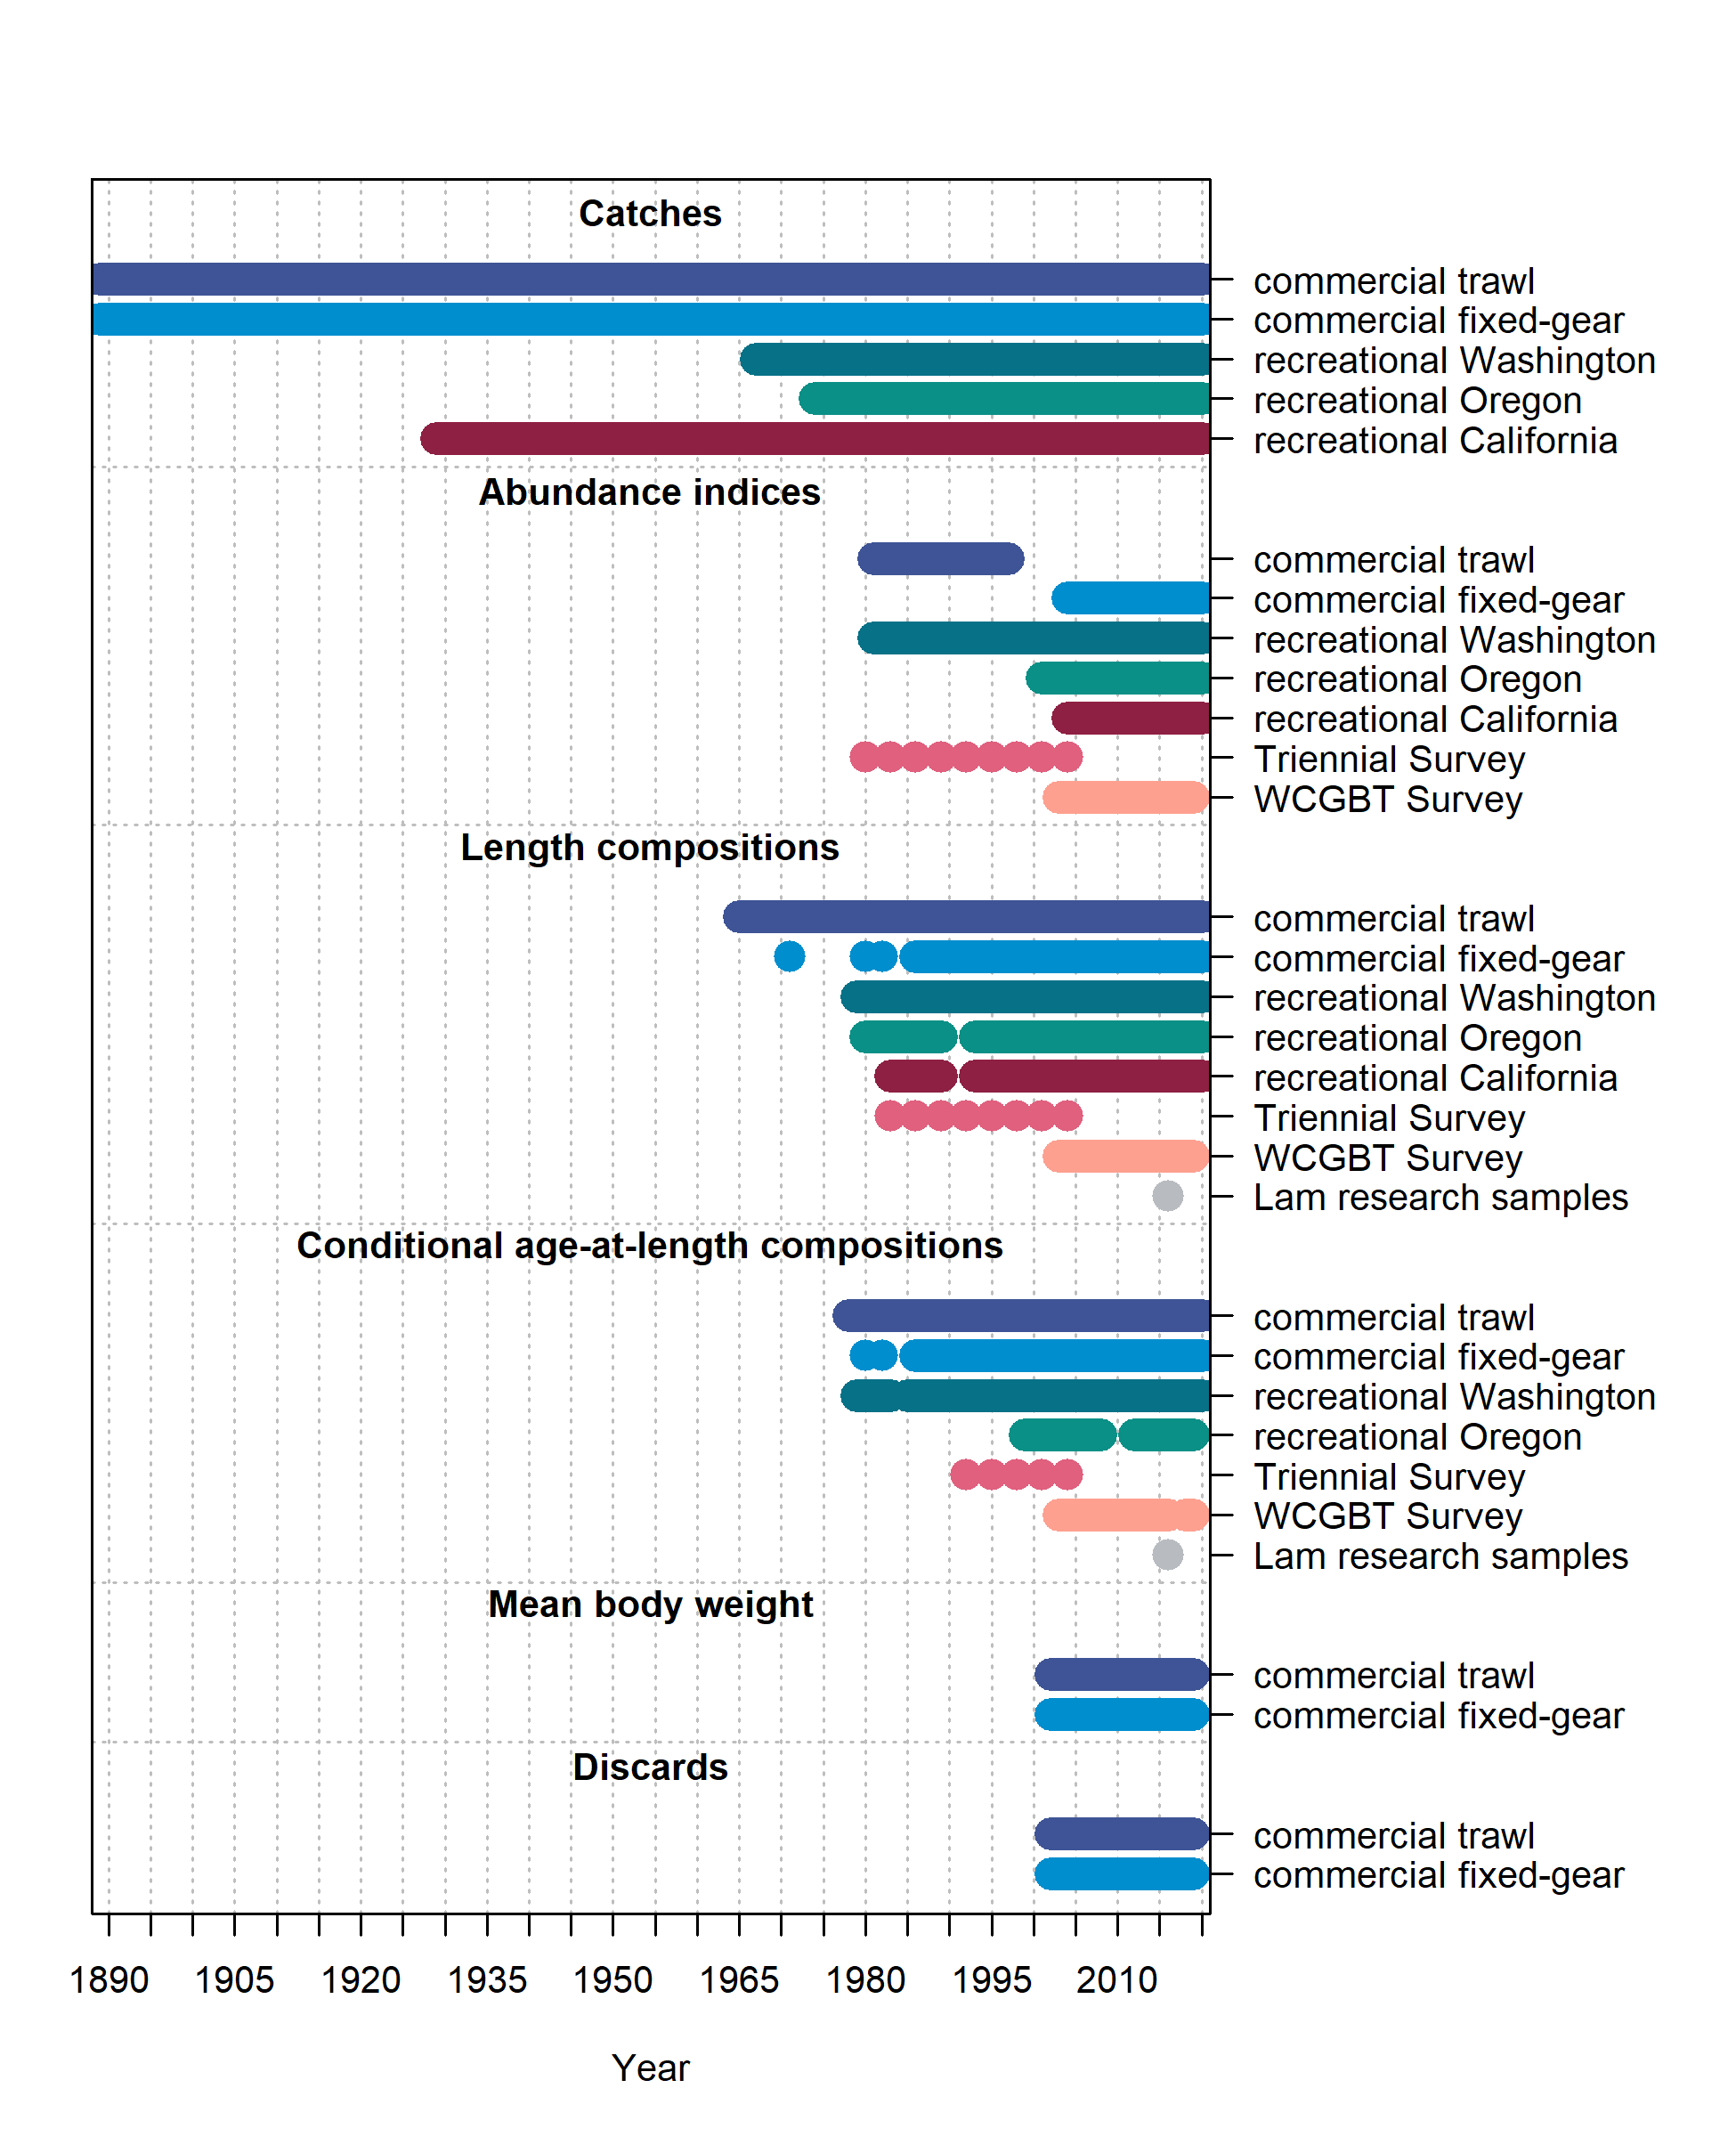 Catches
commercial trawl
commercial fixed-gear
recreational Washington
recreational Oregon
recreational California
Abundance indices
commercial trawl
commercial fixed-gear
recreational Washington
recreational Oregon
recreational California
Triennial Survey
WCGBT Survey
Length compositions
commercial trawl
commercial fixed-gear
recreational Washington
recreational Oregon
recreational California
Triennial Survey
WCGBT Survey
Lam research samples
Conditional age-at-length compositions
commercial trawl
commercial fixed-gear
recreational Washington
recreational Oregon
Triennial Survey
WCGBT Survey
Lam research samples
Mean body weight
commercial trawl
commercial fixed-gear
Discards
commercial trawl
commercial fixed-gear
1890 1905 1920 1935 1950 1965 1980 1995 2010
Year